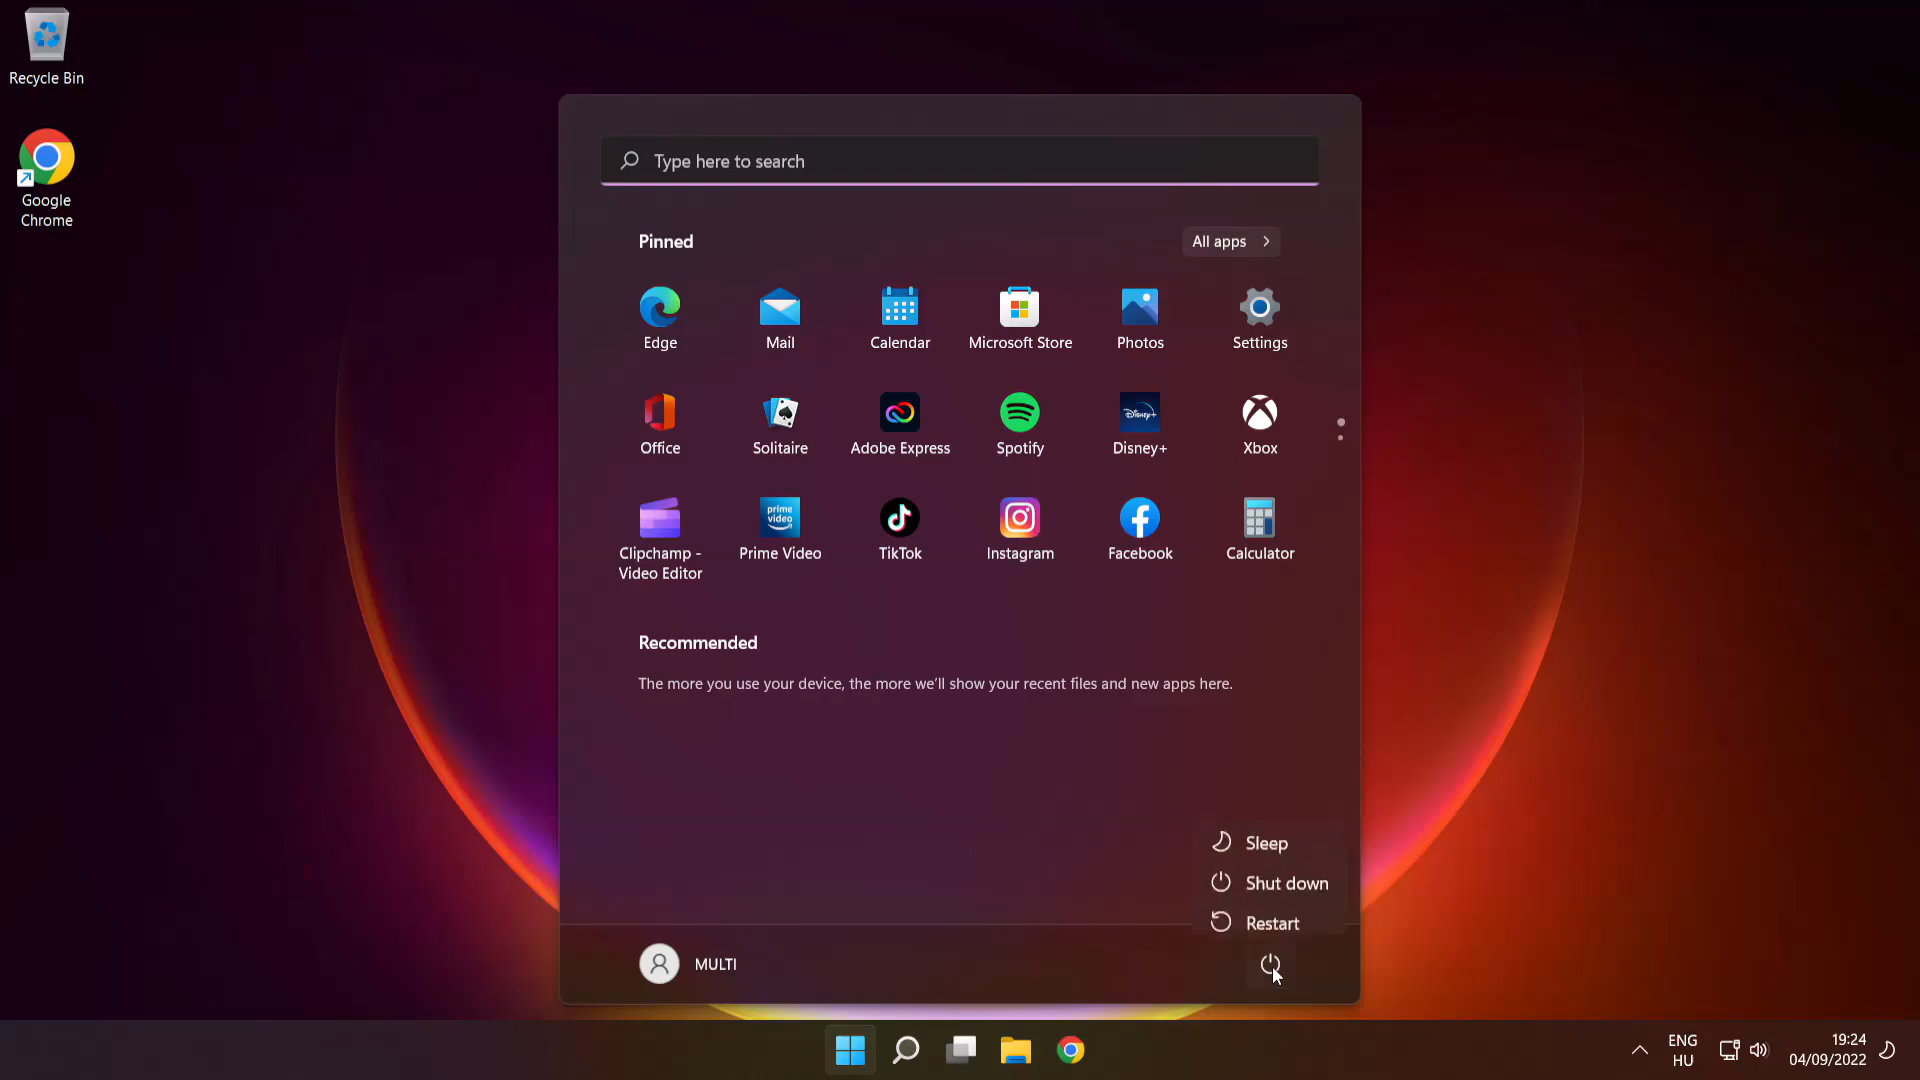 Recycle Bin
Google
Chrome
Type here to search
Pinned
All apps
Edge
Mail
Calendar
Microsoft Store
Photos
Settings
Office
Solitaire
Adobe Express
Disney+
Spotify
Disney+
Xbox
prime
video
Clipchamp -
Video Editor
Prime Video
TikTok
Instagram
Facebook
Calculator
Recommended
The more you use your device, the more we'll show your recent files and new apps here.
Sleep
Shut down
Restart
MULTI
ENG
HU
19:24
04/09/2022